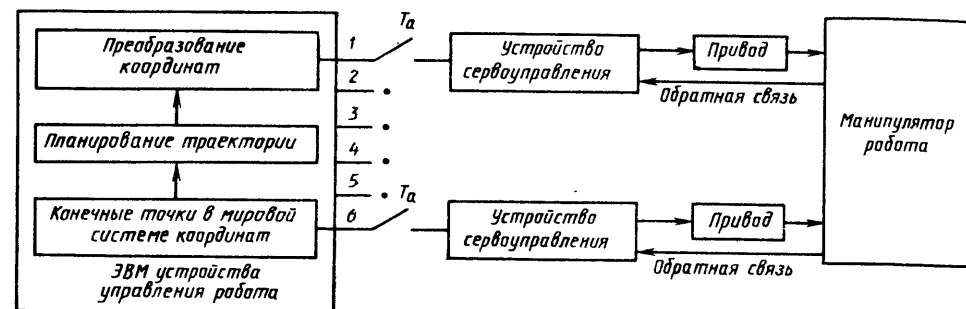 Преобразование
координат
Планирование траектории
Конечные точки в мировой
системе координат
ЭВМ устройства
управления робота
1
2
3
4
5
6
Tа
Tа
Устройство
сервоуправления
Привод
Обратная связь
Устройство
сервоуправления
Привод
Обратная связь
Манипулятор
робота